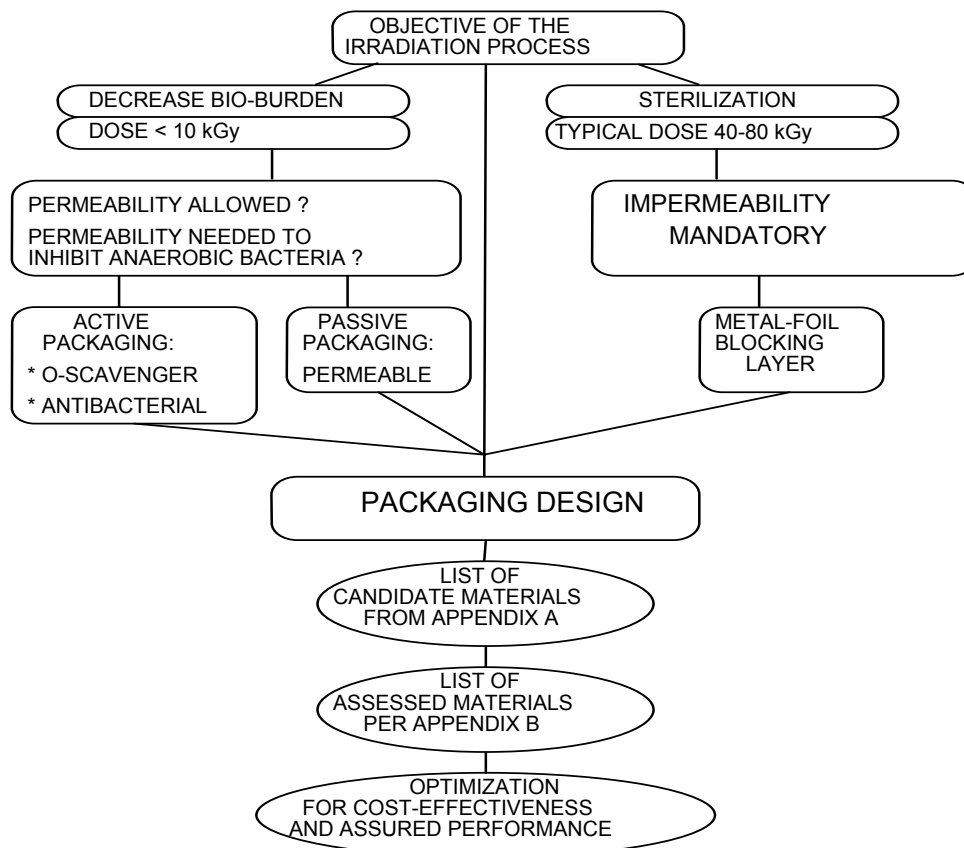 OBJECTIVE OF THE
IRRADIATION PROCESS
DECREASE BIO-BURDEN
DOSE < 10 kGy
STERILIZATION
TYPICAL DOSE 40-80 kGy
PERMEABILITY ALLOWED ?
PERMEABILITY NEEDED TO
INHIBIT ANAEROBIC BACTERIA ?
IMPERMEABILITY
MANDATORY
ACTIVE
PACKAGING:
* O-SCAVENGER
* ANTIBACTERIAL
PASSIVE
PACKAGING:
PERMEABLE
METAL-FOIL
BLOCKING
LAYER
PACKAGING DESIGN
LIST OF
CANDIDATE MATERIALS
FROM APPENDIX A
LIST OF
ASSESSED MATERIALS
PER APPENDIX B
OPTIMIZATION
FOR COST-EFFECTIVENESS
AND ASSURED PERFORMANCE